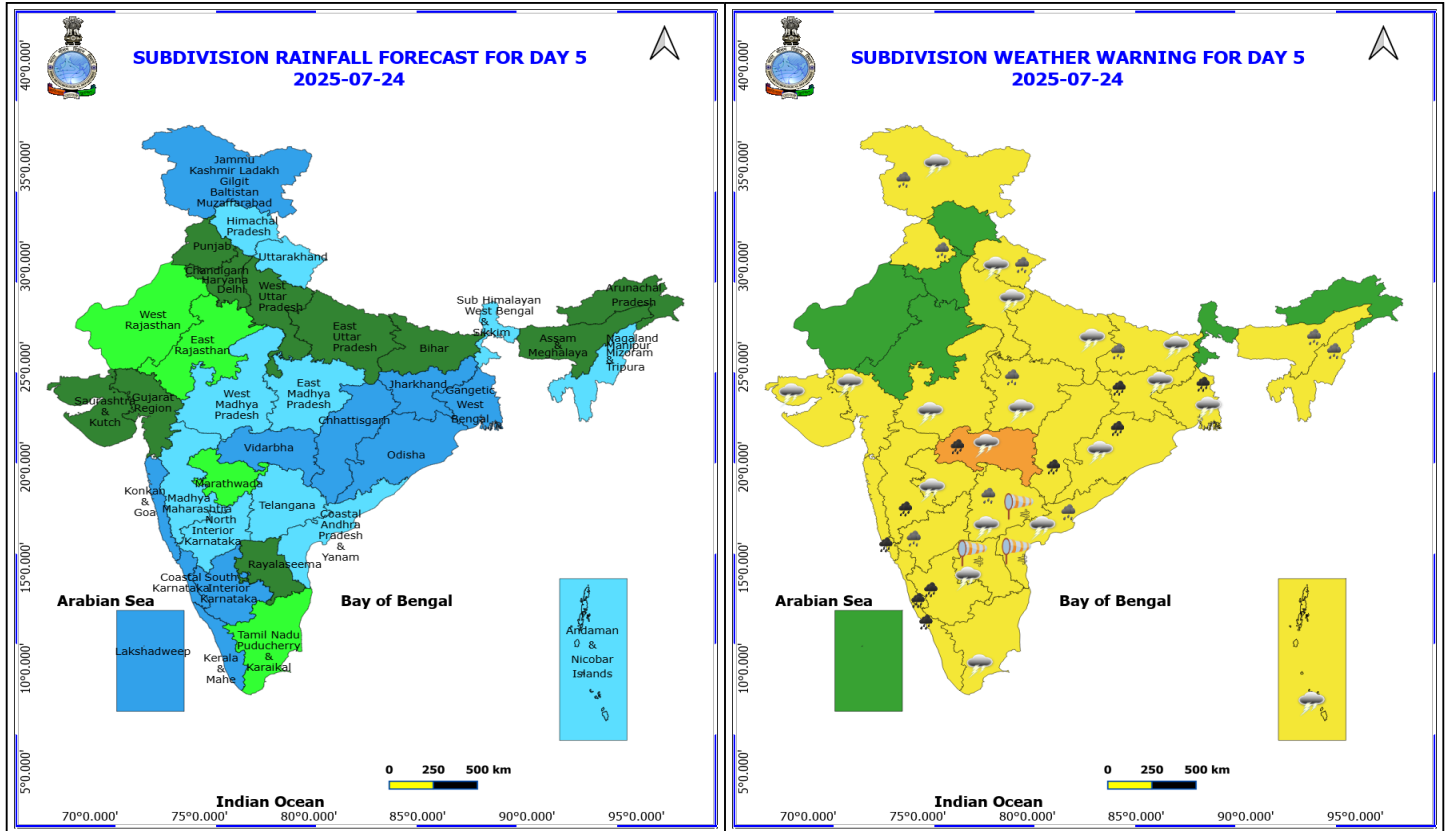 SUBDIVISION RAINFALL FORECAST FOR DAY 5
2025-07-24
40°0.000'
35°0.000'
30°0.000'
25°0.000'
20°0.000'
15°0.000'
10°0.000'
5°0.000'
Jammu
Kashmir Ladakh
Gilgit
Baltistan
Muzaffarabad
Himachal
Pradesh
Punjab
Uttarakhand
Chandigarh
Haryana
Delhi
West
Uttar
Pradesh
West
Rajasthan
East
Rajasthan
East
Uttar
Pradesh
Bihar
Sub Himalayan
West Bengal
&
Sikkim
Arunachal
Pradesh
Assam
&
Meghalaya
Nagaland
Manipur
Mizoram
&
Tripura
Saurashtra
&
Kutch
Gujarat
Region
West
Madhya
Pradesh
East
Madhya
Pradesh
Jharkhand
Gangetic
West
Bengal
Chhattisgarh
Vidarbha
Odisha
Konkan
&
Goa
Madhya
Maharashtra
Marathwada
Telangana
North
Interior
Karnataka
Coastal
Andhra
Pradesh
&
Yanam
Rayalaseema
Coastal
Karnataka
South
Interior
Karnataka
Arabian Sea
Bay of Bengal
Lakshadweep
Kerala
&
Mahe
Tamil Nadu
Puducherry
&
Karaikal
Andaman
&
Nicobar
Islands
0 250 500 km
Indian Ocean
70°0.000' 75°0.000' 80°0.000' 85°0.000' 90°0.000' 95°0.000'
SUBDIVISION WEATHER WARNING FOR DAY 5
2025-07-24
40°0.000'
35°0.000'
30°0.000'
25°0.000'
20°0.000'
15°0.000'
10°0.000'
5°0.000'
Arabian Sea
Bay of Bengal
0 250 500 km
Indian Ocean
70°0.000' 75°0.000' 80°0.000' 85°0.000' 90°0.000' 95°0.000'